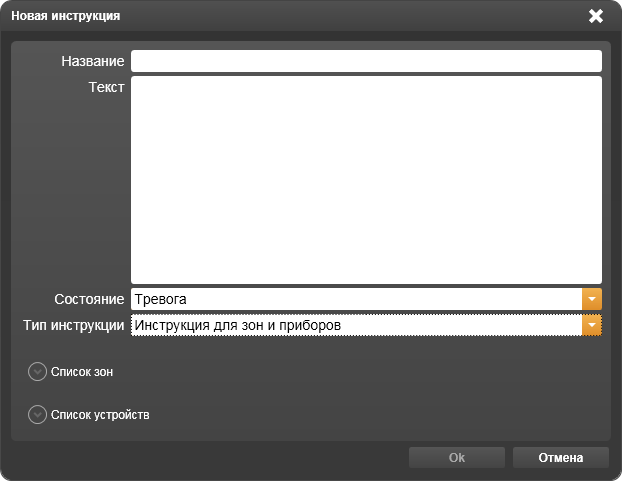 Новая инструкция
Название
Текст
Состояние Тревога
Тип инструкции Инструкция для зон и приборов
Список зон
Список устройств
Ok Отмена